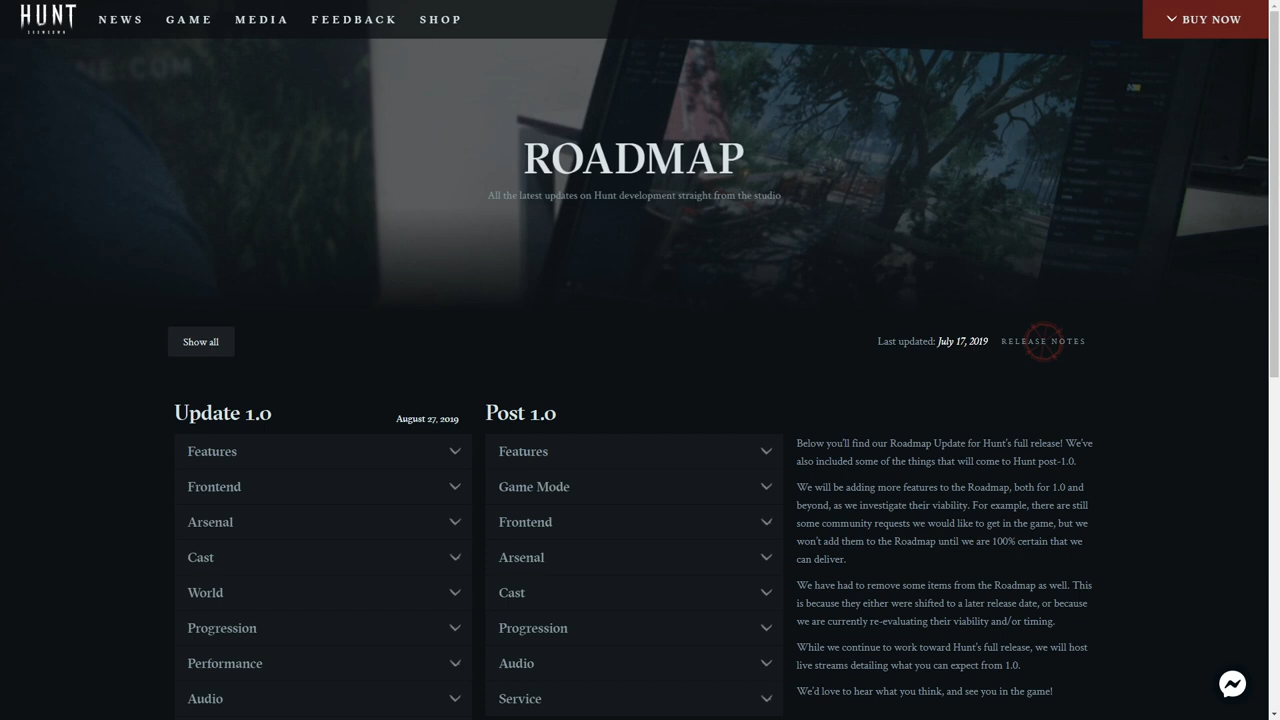 HUNT
SHOWDOWN
NEWS
GAME
MEDIA
FEEDBACK
SHOP
BUY NOW
ROADMAP
All the latest updates on Hunt development straight from the studio
Show all
Last updated: July 17, 2019
RELEASE NOTES
Update 1.0
August 27, 2019
Features
Frontend
Arsenal
Cast
World
Progression
Performance
Audio
Post 1.0
Features
Game Mode
Frontend
Arsenal
Cast
Progression
Audio
Service
Below you'll find our Roadmap Update for Hunt's full release! We've
also included some of the things that will come to Hunt post-1.0.
We will be adding more features to the Roadmap, both for 1.0 and
beyond, as we investigate their viability. For example, there are still
some community requests we would like to get in the game, but we
won't add them to the Roadmap until we are 100% certain that we
can deliver.
We have had to remove some items from the Roadmap as well. This
is because they either were shifted to a later release date, or because
we are currently re-evaluating their viability and/or timing.
While we continue to work toward Hunt's full release, we will host
live streams detailing what you can expect from 1.0.
We'd love to hear what you think, and see you in the game!